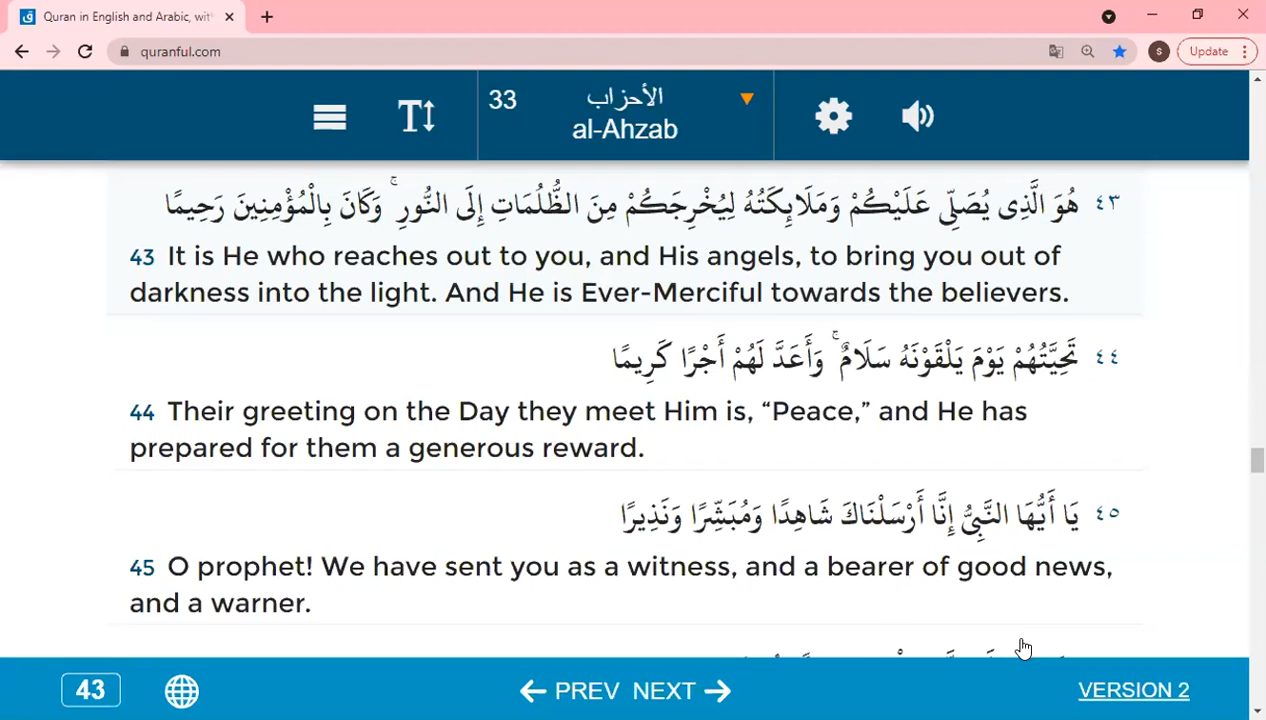 Quran in English and Arabic, wit
quranful.com
Update
33
الأحزاب
al-Ahzab
٤٣ هُوَ الَّذِى يُصَلِّى عَلَيْكُمْ وَمَلَائِكَتُهُ لِيُخْرِجَكُمْ مِنَ الظُّلُمَاتِ إِلَى النُّورِ ۚ وَكَانَ بِالْمُؤْمِنِينَ رَحِيمًا
43 It is He who reaches out to you, and His angels, to bring you out of
darkness into the light. And He is Ever-Merciful towards the believers.
٤٤ تَحِيَّتُهُمْ يَوْمَ يَلْقَوْنَهُ سَلَامٌ ۚ وَأَعَدَّ لَهُمْ أَجْرًا كَرِيمًا
44 Their greeting on the Day they meet Him is, “Peace,” and He has
prepared for them a generous reward.
٤٥ يَا أَيُّهَا النَّبِىُّ إِنَّا أَرْسَلْنَاكَ شَاهِدًا وَمُبَشِّرًا وَنَذِيرًا
45 O prophet! We have sent you as a witness, and a bearer of good news,
and a warner.
43
PREV NEXT
VERSION 2